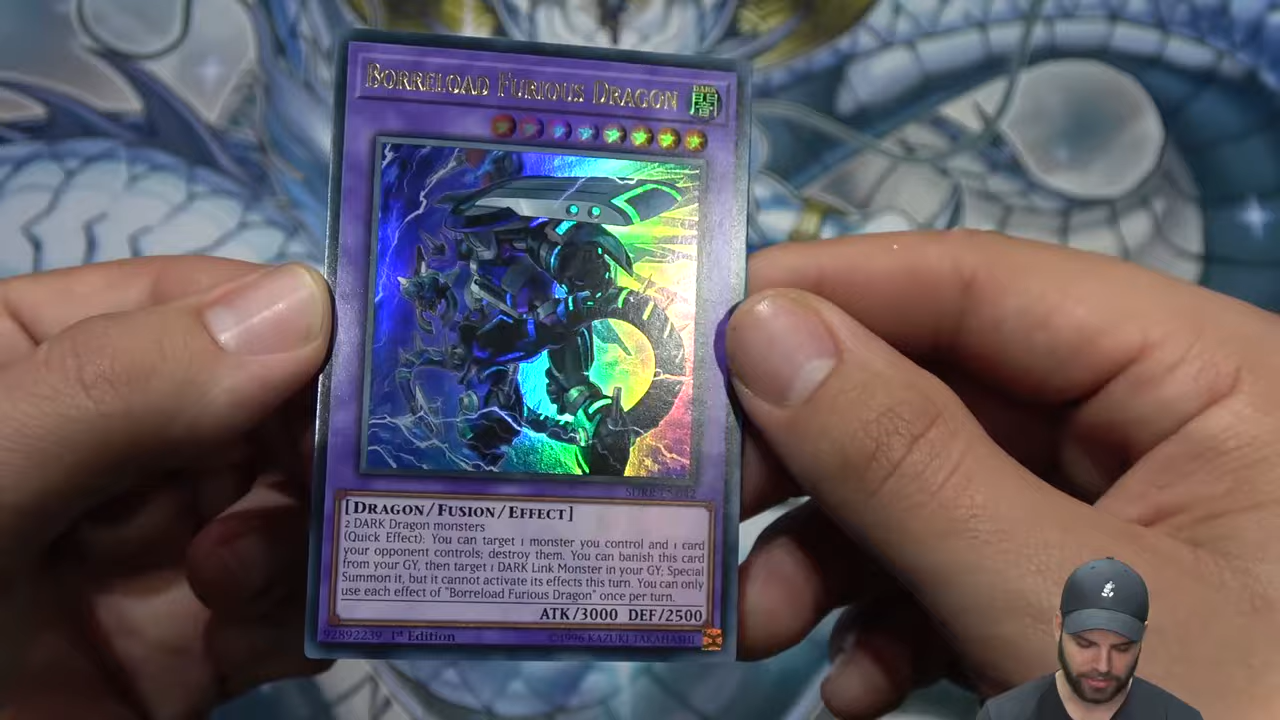 BORRELOAD FURIOUS DRAGON
DARK
闇
[DRAGON/FUSION/EFFECT]
2 DARK Dragon monsters
(Quick Effect): You can target 1 monster you control and 1 card
your opponent controls; destroy them. You can banish this card
from your GY, then target 1 DARK Link Monster in your GY; Special
Summon it, but it cannot activate its effects this turn. You can only
use each effect of "Borreload Furious Dragon" once per turn.
ATK/3000 DEF/2500
92892239 1st Edition ©1996 KAZUKI TAKAHASHI